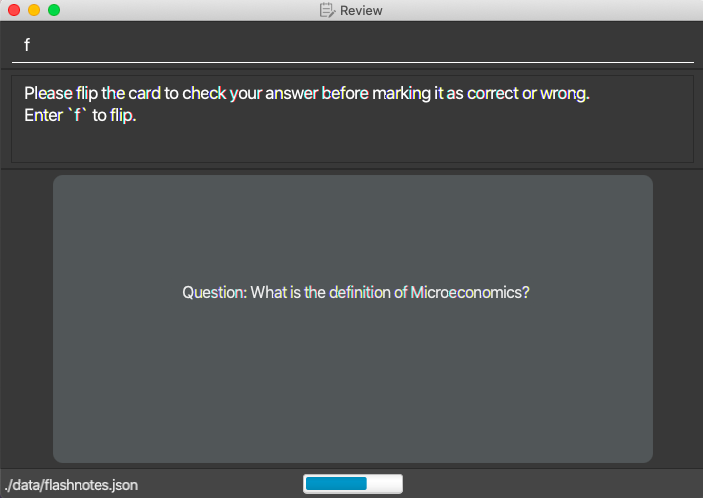 Review
f
Please flip the card to check your answer before marking it as correct or wrong.
Enter `f` to flip.
Question: What is the definition of Microeconomics?
./data/flashnotes.json